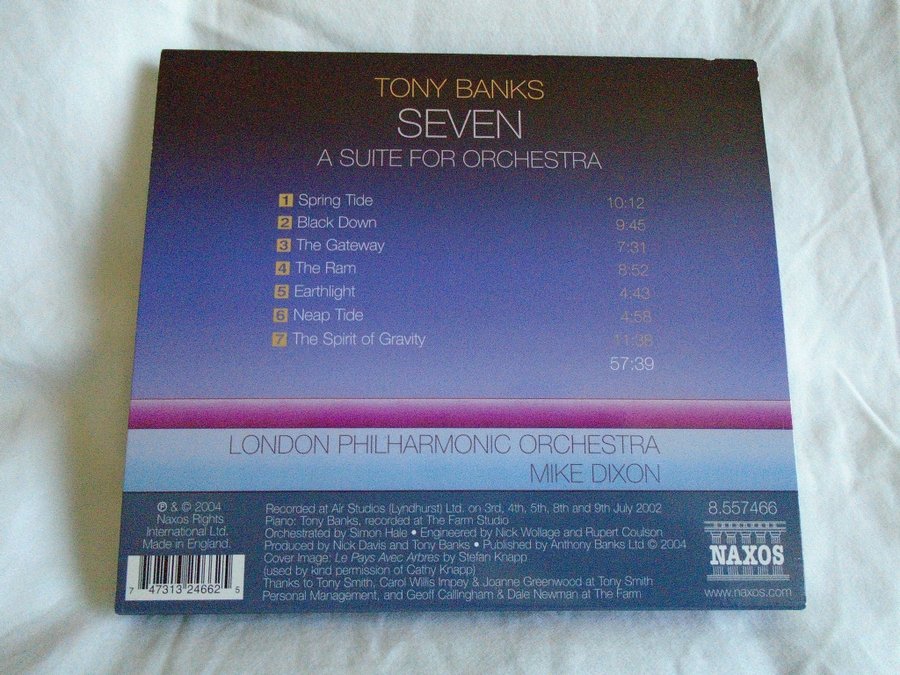 TONY BANKS
SEVEN
A SUITE FOR ORCHESTRA
1 Spring Tide 10:12
2 Black Down 9:45
3 The Gateway 7:31
4 The Ram 8:52
5 Earthlight 4:43
6 Neap Tide 4:58
7 The Spirit of Gravity 11:38
57:39
LONDON PHILHARMONIC ORCHESTRA
MIKE DIXON
℗ & © 2004
Naxos Rights
International Ltd.
Made in England.
7 47313 24662 5
Recorded at Air Studios (Lyndhurst) Ltd. on 3rd, 4th, 5th, 8th and 9th July 2002
Piano: Tony Banks, recorded at The Farm Studio
Orchestrated by Simon Hale • Engineered by Nick Wollage and Rupert Coulson
Produced by Nick Davis and Tony Banks • Published by Anthony Banks Ltd © 2004
Cover Image: Le Pays Avec Arbres by Stefan Knapp
(used by kind permission of Cathy Knapp)
Thanks to Tony Smith, Carol Willis Impey & Joanne Greenwood at Tony Smith
Personal Management, and Geoff Callingham & Dale Newman at The Farm
8.557466
NAXOS
www.naxos.com